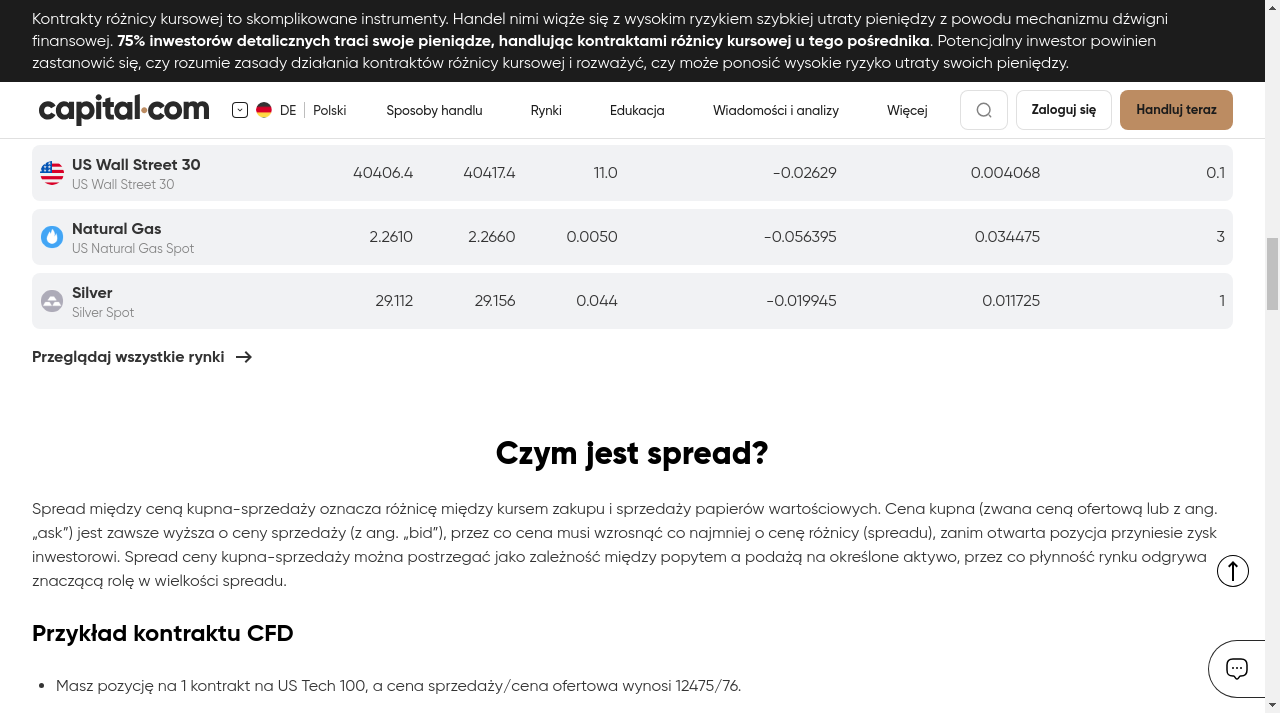 Kontrakty różnicy kursowej to skomplikowane instrumenty. Handel nimi wiąże się z wysokim ryzykiem szybkiej utraty pieniędzy z powodu mechanizmu dźwigni
finansowej. 75% inwestorów detalicznych traci swoje pieniądze, handlując kontraktami różnicy kursowej u tego pośrednika. Potencjalny inwestor powinien
zastanowić się, czy rozumie zasady działania kontraktów różnicy kursowej i rozważyć, czy może ponosić wysokie ryzyko utraty swoich pieniędzy.
capital.com DE Polski Sposoby handlu Rynki Edukacja Wiadomości i analizy Więcej Zaloguj się Handluj teraz
US Wall Street 30 40406.4 40417.4 11.0 -0.02629 0.004068 0.1
US Wall Street 30
Natural Gas 2.2610 2.2660 0.0050 -0.056395 0.034475 3
US Natural Gas Spot
Silver 29.112 29.156 0.044 -0.019945 0.011725 1
Silver Spot
Przeglądaj wszystkie rynki
Czym jest spread?
Spread między ceną kupna-sprzedaży oznacza różnicę między kursem zakupu i sprzedaży papierów wartościowych. Cena kupna (zwana ceną ofertową lub z ang.
„ask”) jest zawsze wyższa o ceny sprzedaży (z ang. „bid”), przez co cena musi wzrosnąć co najmniej o cenę różnicy (spreadu), zanim otwarta pozycja przyniesie zysk
inwestorowi. Spread ceny kupna-sprzedaży można postrzegać jako zależność między popytem a podażą na określone aktywo, przez co płynność rynku odgrywa
znaczącą rolę w wielkości spreadu.
Przykład kontraktu CFD
• Masz pozycję na 1 kontrakt na US Tech 100, a cena sprzedaży/cena ofertowa wynosi 12475/76.